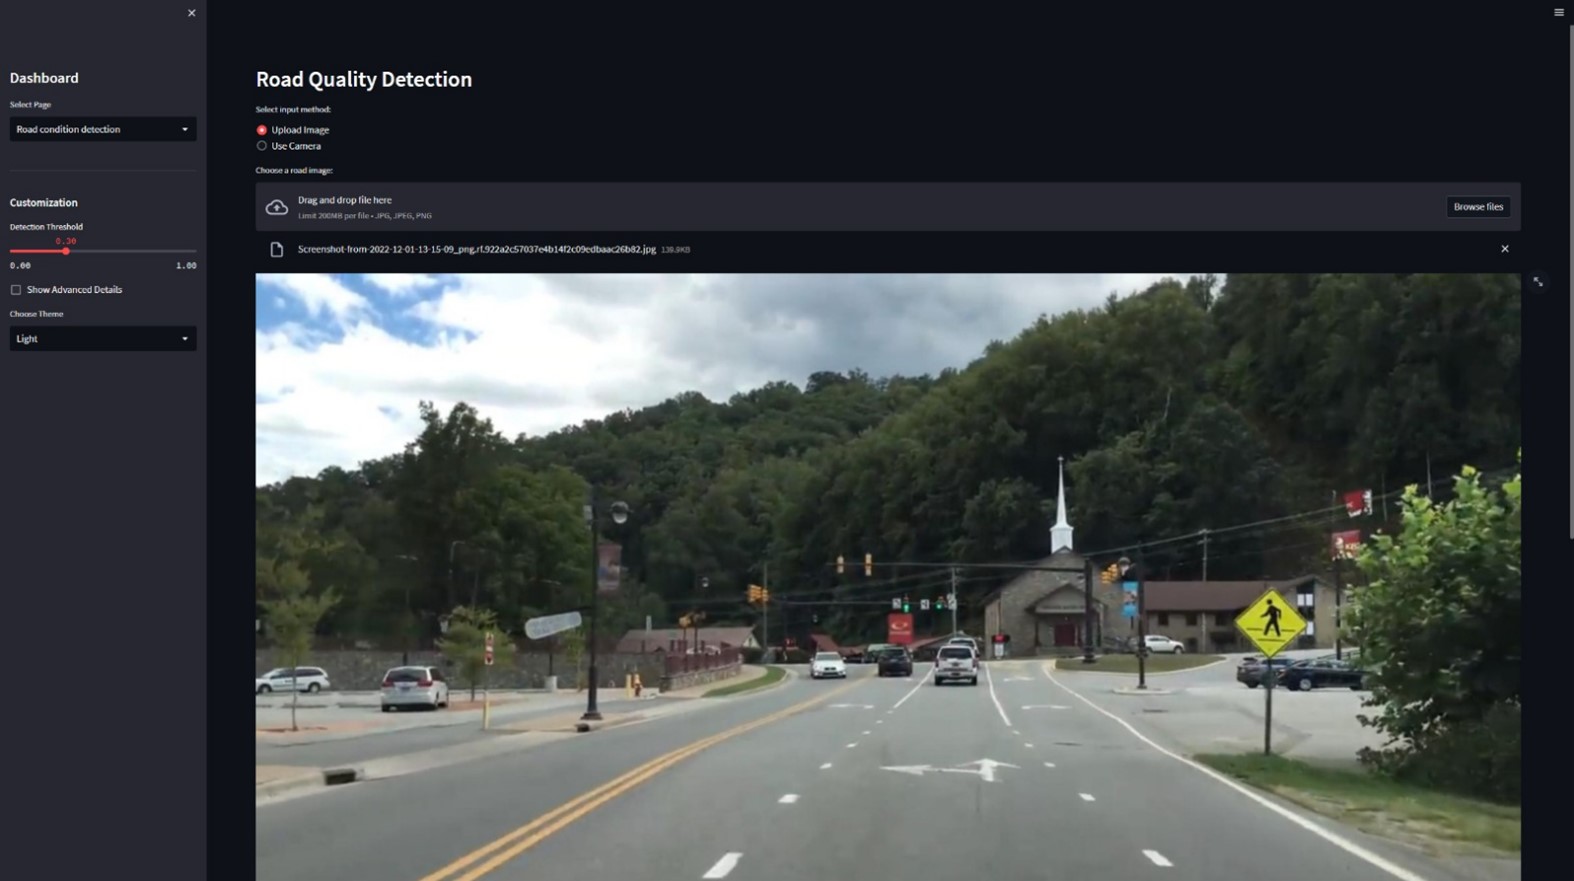 Dashboard
Select Page
Road condition detection
Customization
Detection Threshold
0.30
0.00
1.00
Show Advanced Details
Choose Theme
Light
Road Quality Detection
Select input method:
Upload Image
Use Camera
Choose a road image:
Drag and drop file here
Limit 200MB per file • JPG, JPEG, PNG
Browse files
Screenshot-from-2022-12-01-13-15-09_png.rf.922a2c57037e4b14f2c09edbaac26b82.jpg 138.9KB